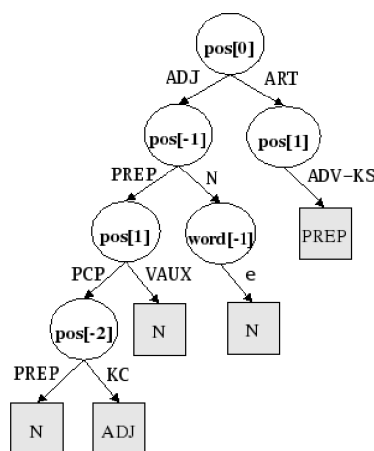 pos[0]
ADJ ART
pos[-1] pos[1]
PREP N ADV-KS
pos[1] word[-1] PREP
PCP VAUX e
pos[-2] N N
PREP KC
N ADJ